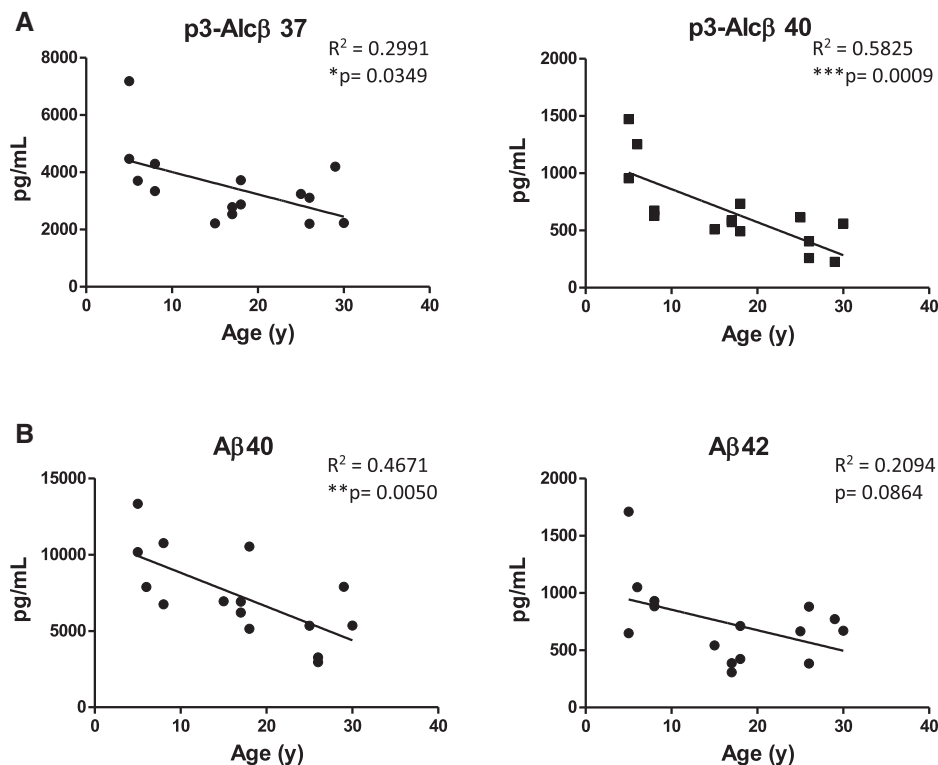 A
p3-Alcβ 37
R² = 0.2991
*p= 0.0349
8000
6000
4000
2000
0
pg/mL
0 10 20 30 40
Age (y)
p3-Alcβ 40
R² = 0.5825
***p= 0.0009
2000
1500
1000
500
0
pg/mL
0 10 20 30 40
Age (y)
B
Aβ40
R² = 0.4671
**p= 0.0050
15000
10000
5000
0
pg/mL
0 10 20 30 40
Age (y)
Aβ42
R² = 0.2094
p= 0.0864
2000
1500
1000
500
0
pg/mL
0 10 20 30 40
Age (y)